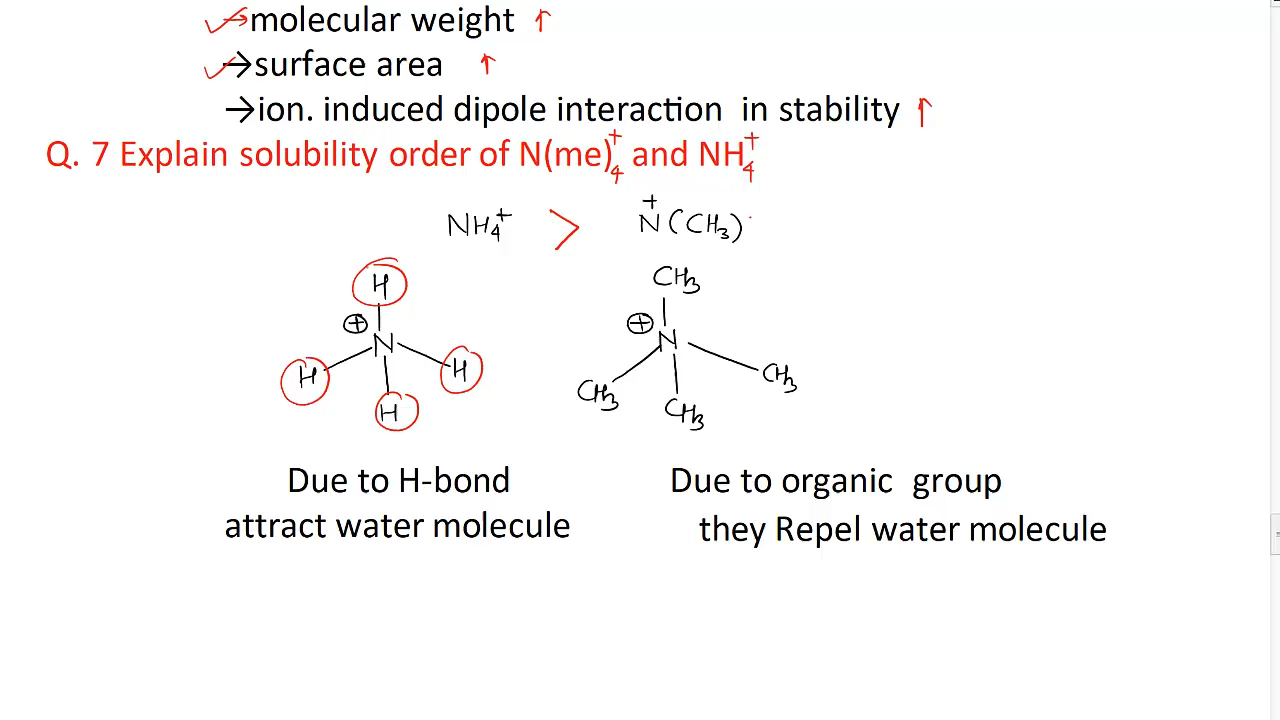 →molecular weight ↑
→surface area ↑
→ion. induced dipole interaction in stability ↑
Q. 7 Explain solubility order of N(me)₄⁺ and NH₄⁺
NH₄⁺ > N⁺(CH₃)
H
⊕
N
H
H
H
CH₃
⊕
N
CH₃
CH₃
CH₃
Due to H-bond
attract water molecule
Due to organic group
they Repel water molecule